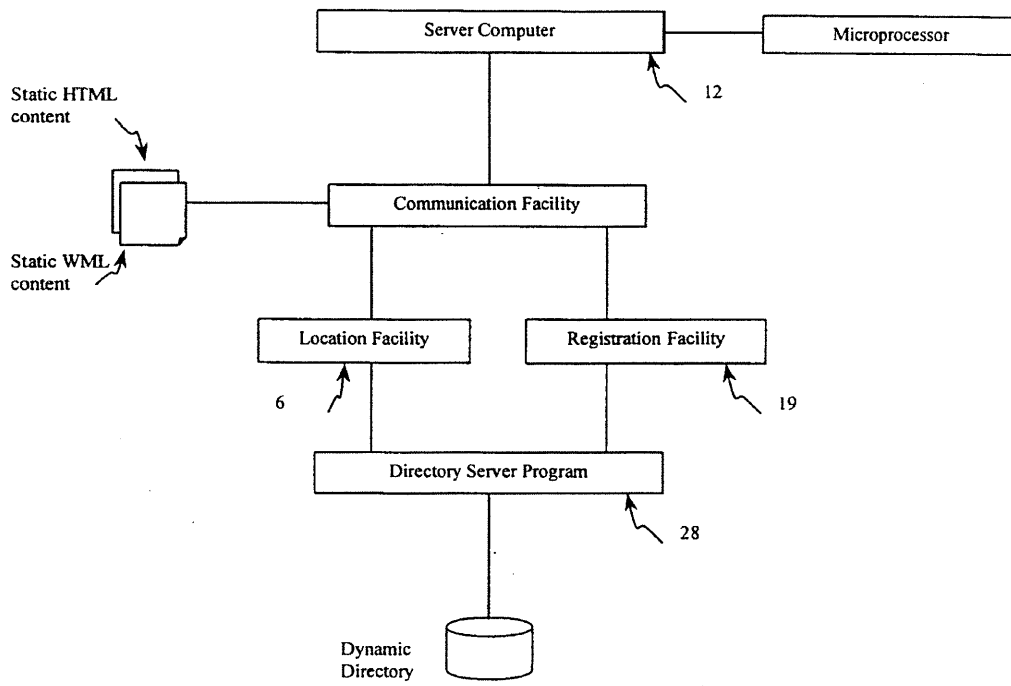 Server Computer
Microprocessor
12
Static HTML
content
Communication Facility
Static WML
content
Location Facility
Registration Facility
6
19
Directory Server Program
28
Dynamic
Directory